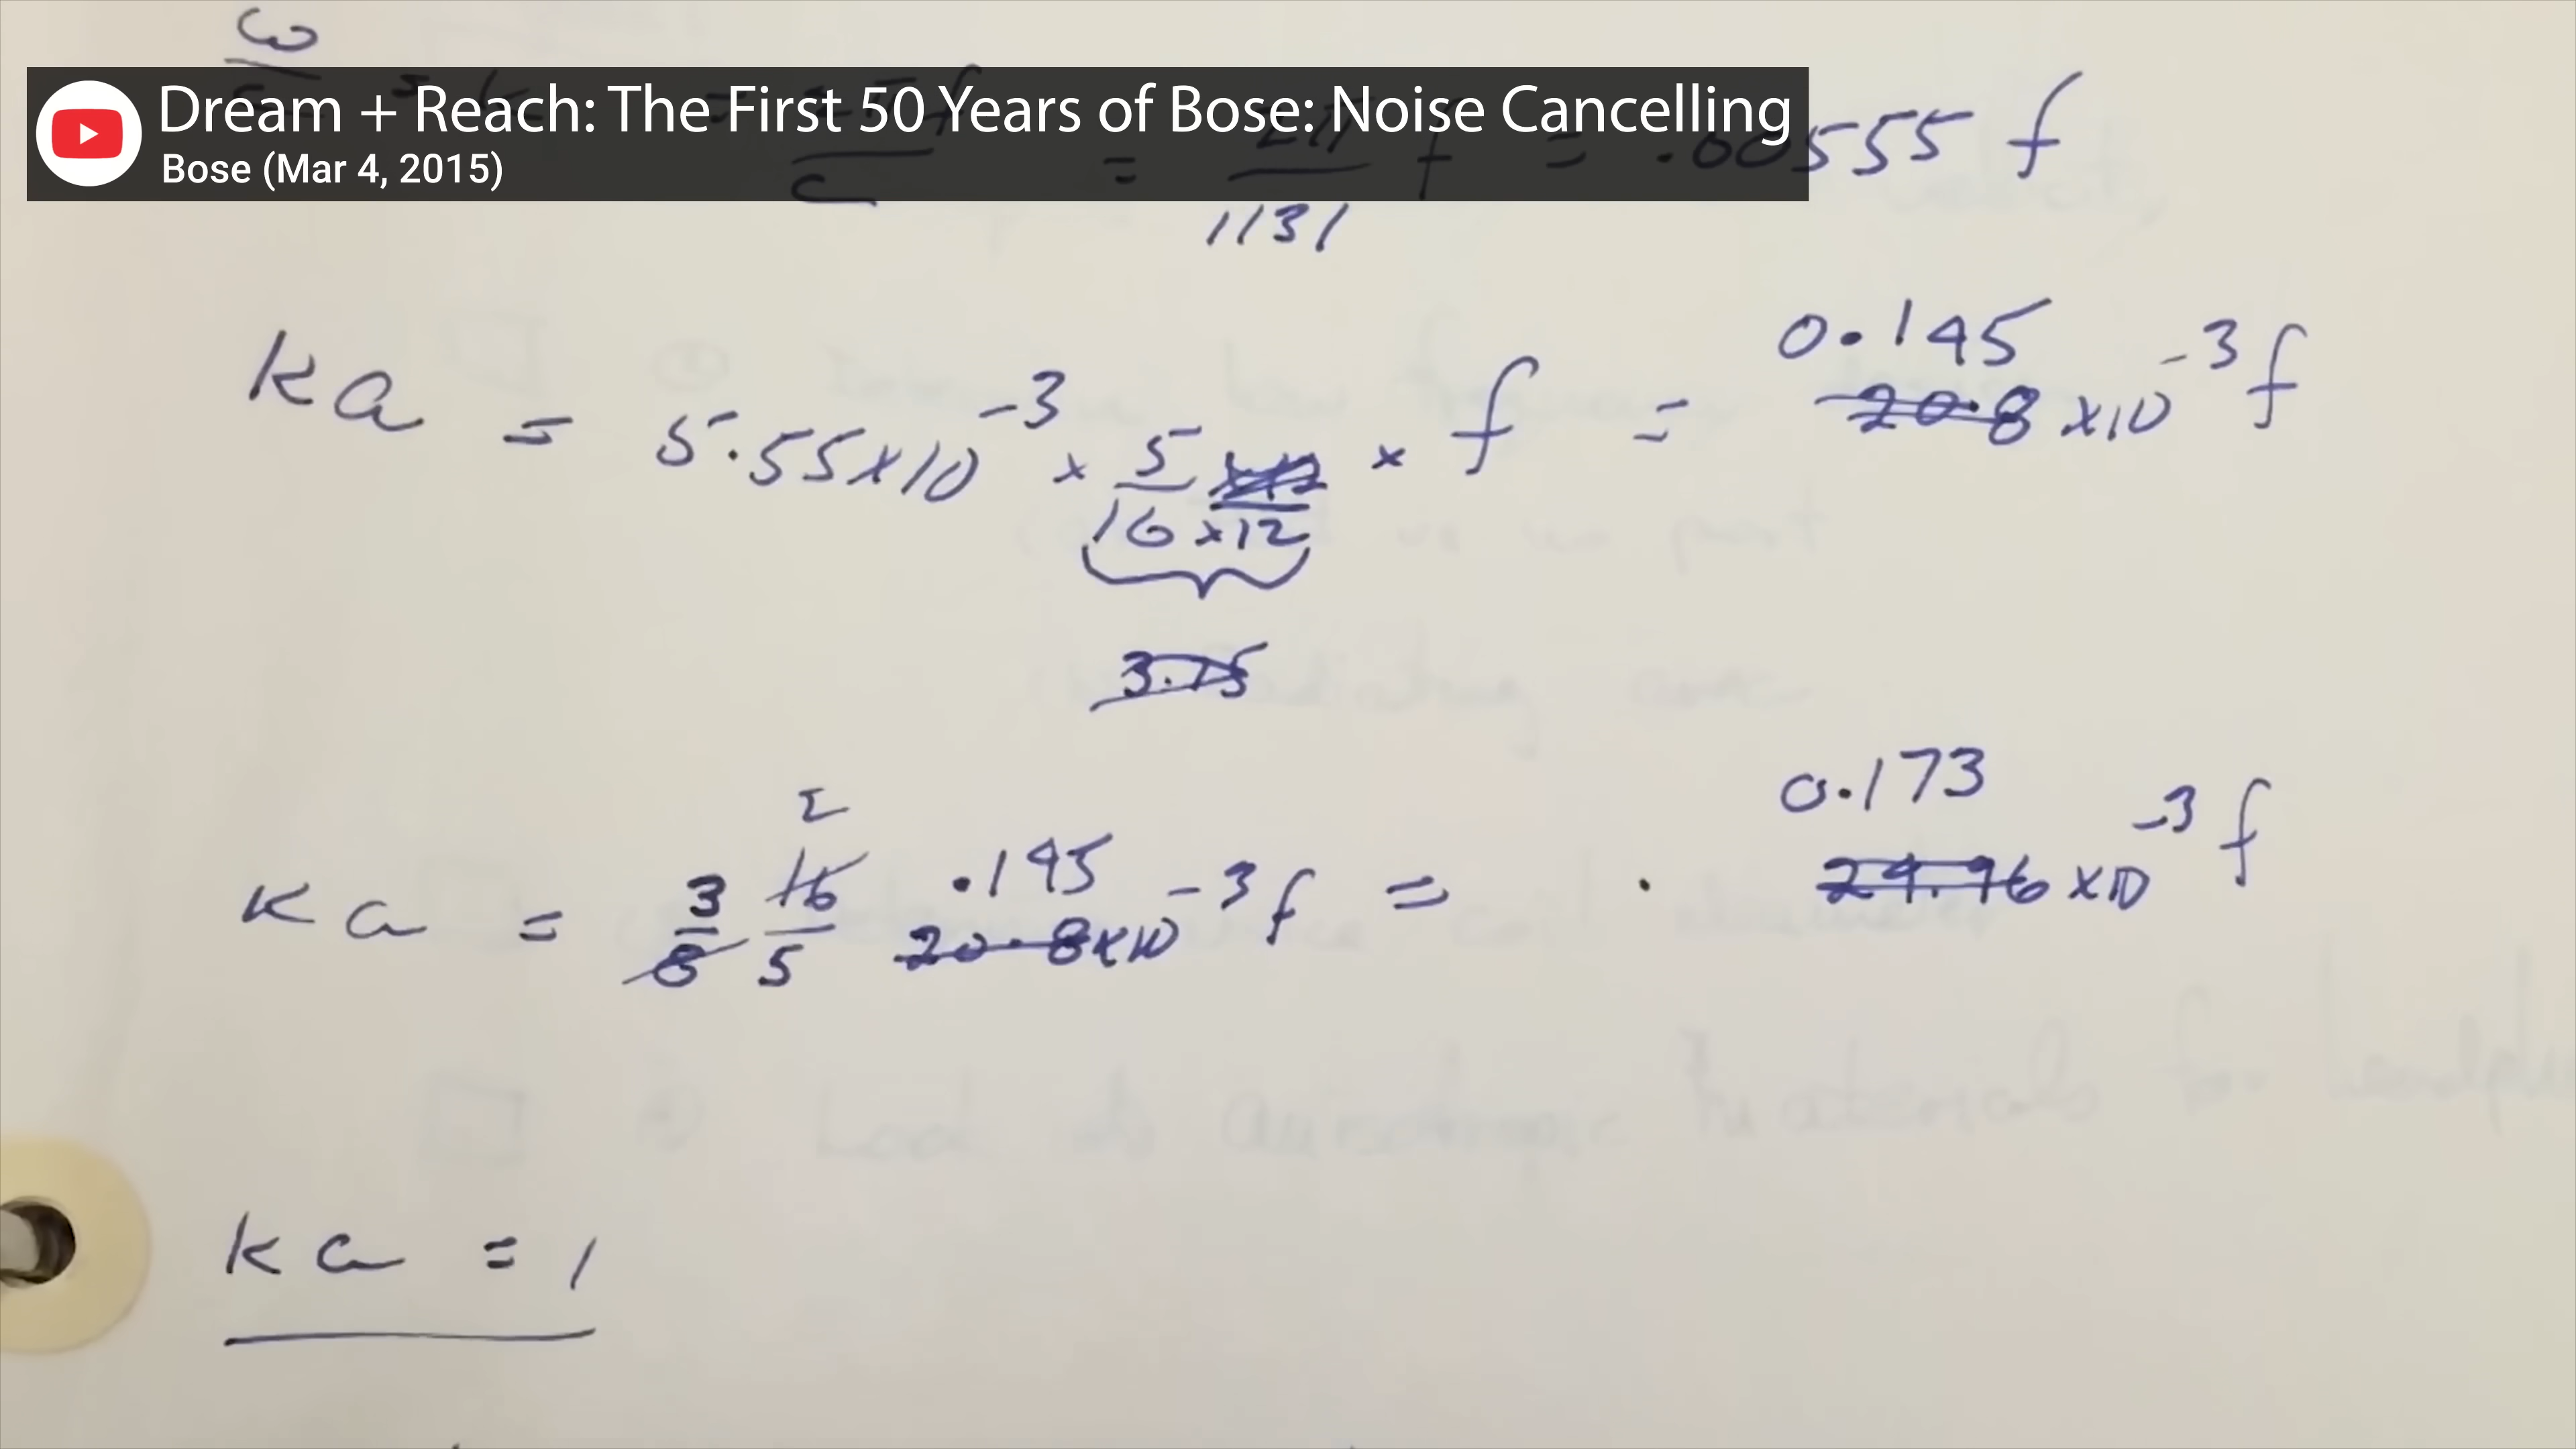 ω
Dream + Reach: The First 50 Years of Bose: Noise Cancelling
Bose (Mar 4, 2015)
c = 2π/1131 f = .00555 f
0.145
ka = 5.55x10⁻³ x 5/16x12 x f = 20.8 x10⁻³ f
3.75
2 0.173
ka = 3/8 16/5 .145 20.8x10⁻³ f = . 24.96 x10⁻³ f
ka = 1